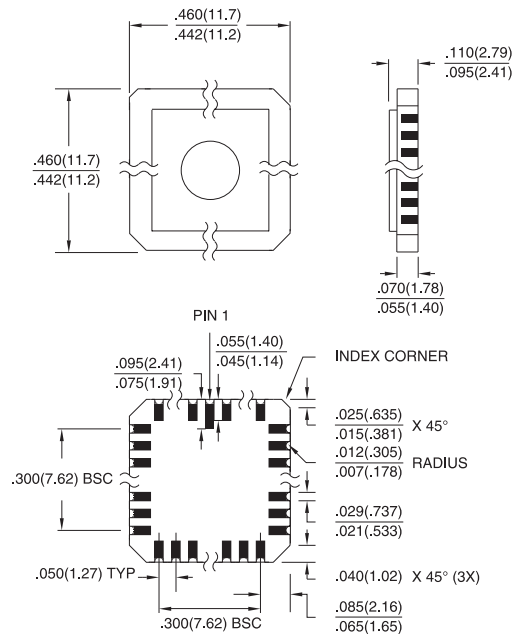 .460(11.7)
.442(11.2)
.110(2.79)
.095(2.41)
.460(11.7)
.442(11.2)
.070(1.78)
.055(1.40)
PIN 1
.055(1.40)
.045(1.14)
.095(2.41)
.075(1.91)
INDEX CORNER
.025(.635)
.015(.381)
X 45°
.012(.305)
.007(.178)
RADIUS
.300(7.62) BSC
.029(.737)
.021(.533)
.050(1.27) TYP
.040(1.02) X 45° (3X)
.300(7.62) BSC
.085(2.16)
.065(1.65)